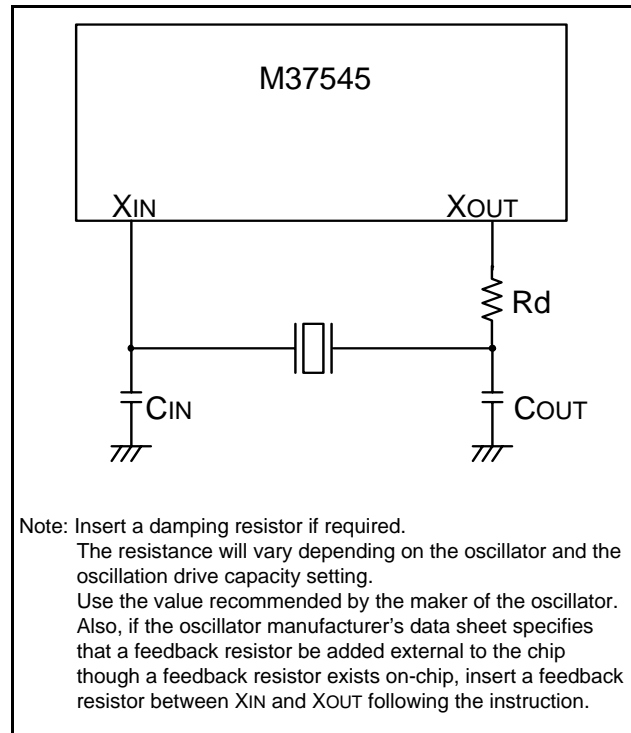 M37545
XIN XOUT
Rd
CIN COUT
Note: Insert a damping resistor if required.
The resistance will vary depending on the oscillator and the
oscillation drive capacity setting.
Use the value recommended by the maker of the oscillator.
Also, if the oscillator manufacturer's data sheet specifies
that a feedback resistor be added external to the chip
though a feedback resistor exists on-chip, insert a feedback
resistor between XIN and XOUT following the instruction.